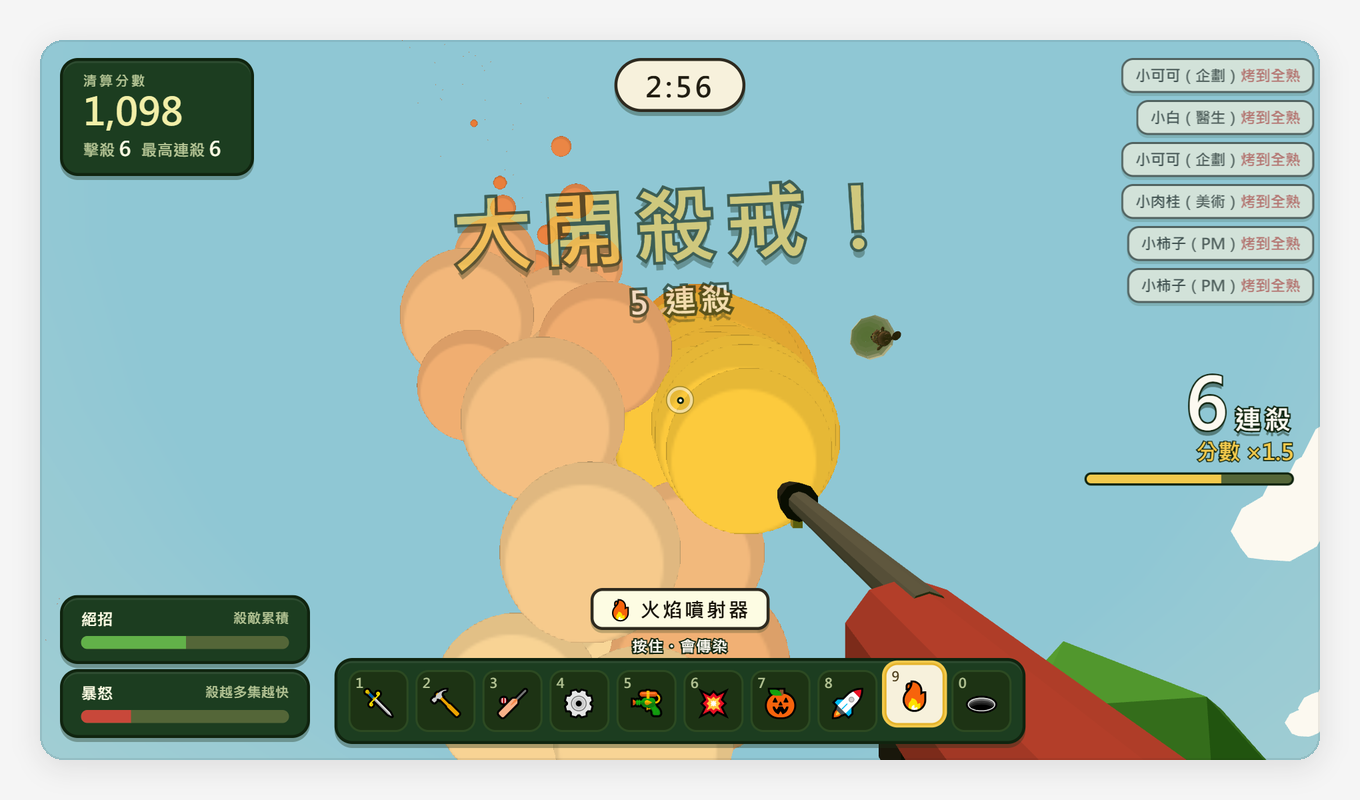 清算分數
1,098
擊殺 6 最高連殺 6
2:56
小可可 ( 企劃 ) 烤到全熟
小白 ( 醫生 ) 烤到全熟
小可可 ( 企劃 ) 烤到全熟
小肉桂 ( 美術 ) 烤到全熟
小柿子 ( PM ) 烤到全熟
小柿子 ( PM ) 烤到全熟
大開殺戒！
5 連殺
6 連殺
分數 ×1.5
絕招 殺敵累積
暴怒 殺越多集越快
火焰噴射器
按住・會傳染
1 2 3 4 5 6 7 8 9 0